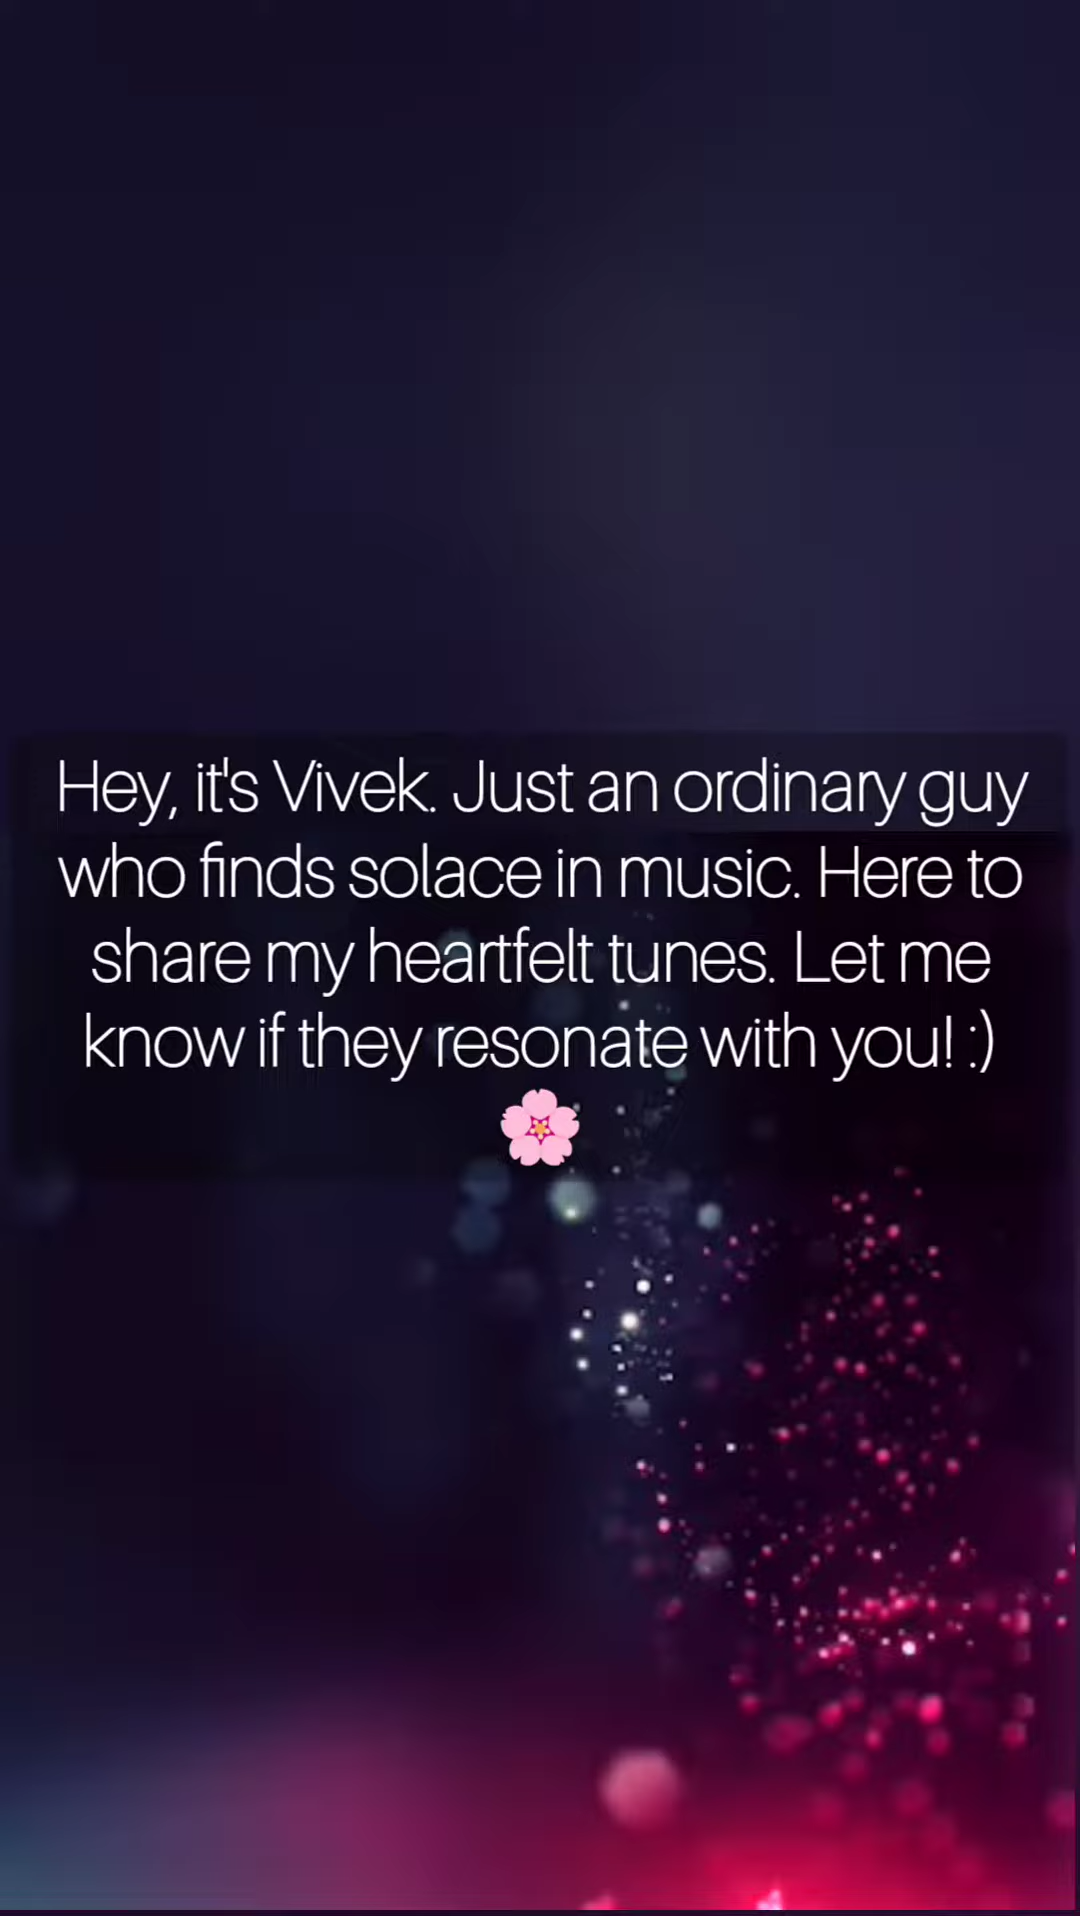 Hey, it's Vivek. Just an ordinary guy
who finds solace in music. Here to
share my heartfelt tunes. Let me
know if they resonate with you! :)
🌸